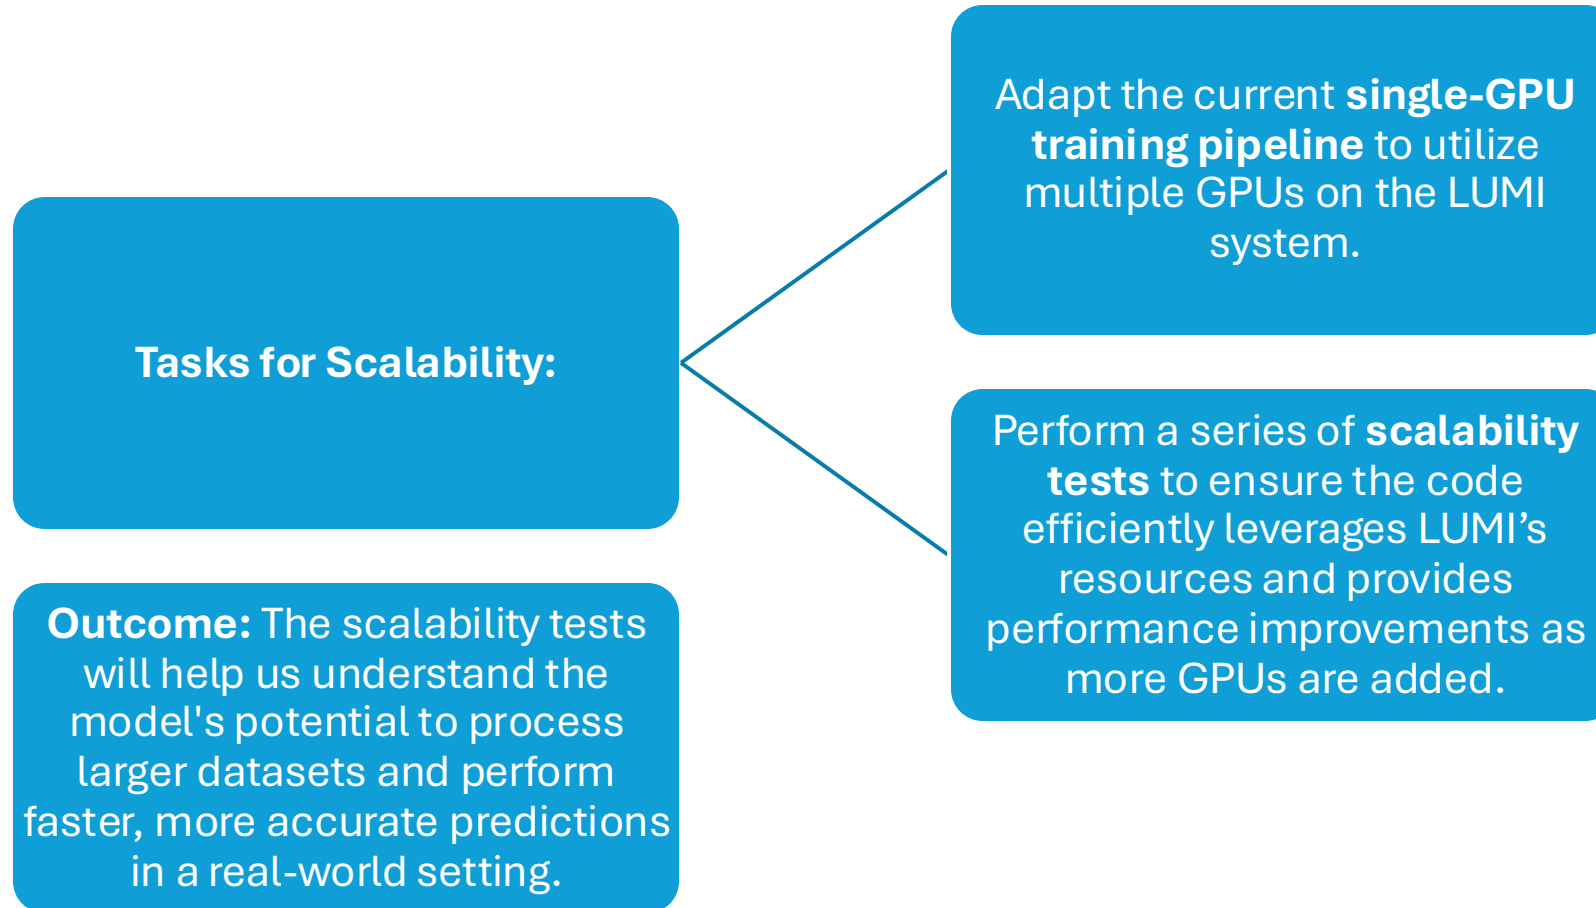 Tasks for Scalability:
Adapt the current single-GPU
training pipeline to utilize
multiple GPUs on the LUMI
system.
Perform a series of scalability
tests to ensure the code
efficiently leverages LUMI’s
resources and provides
performance improvements as
more GPUs are added.
Outcome: The scalability tests
will help us understand the
model's potential to process
larger datasets and perform
faster, more accurate predictions
in a real-world setting.